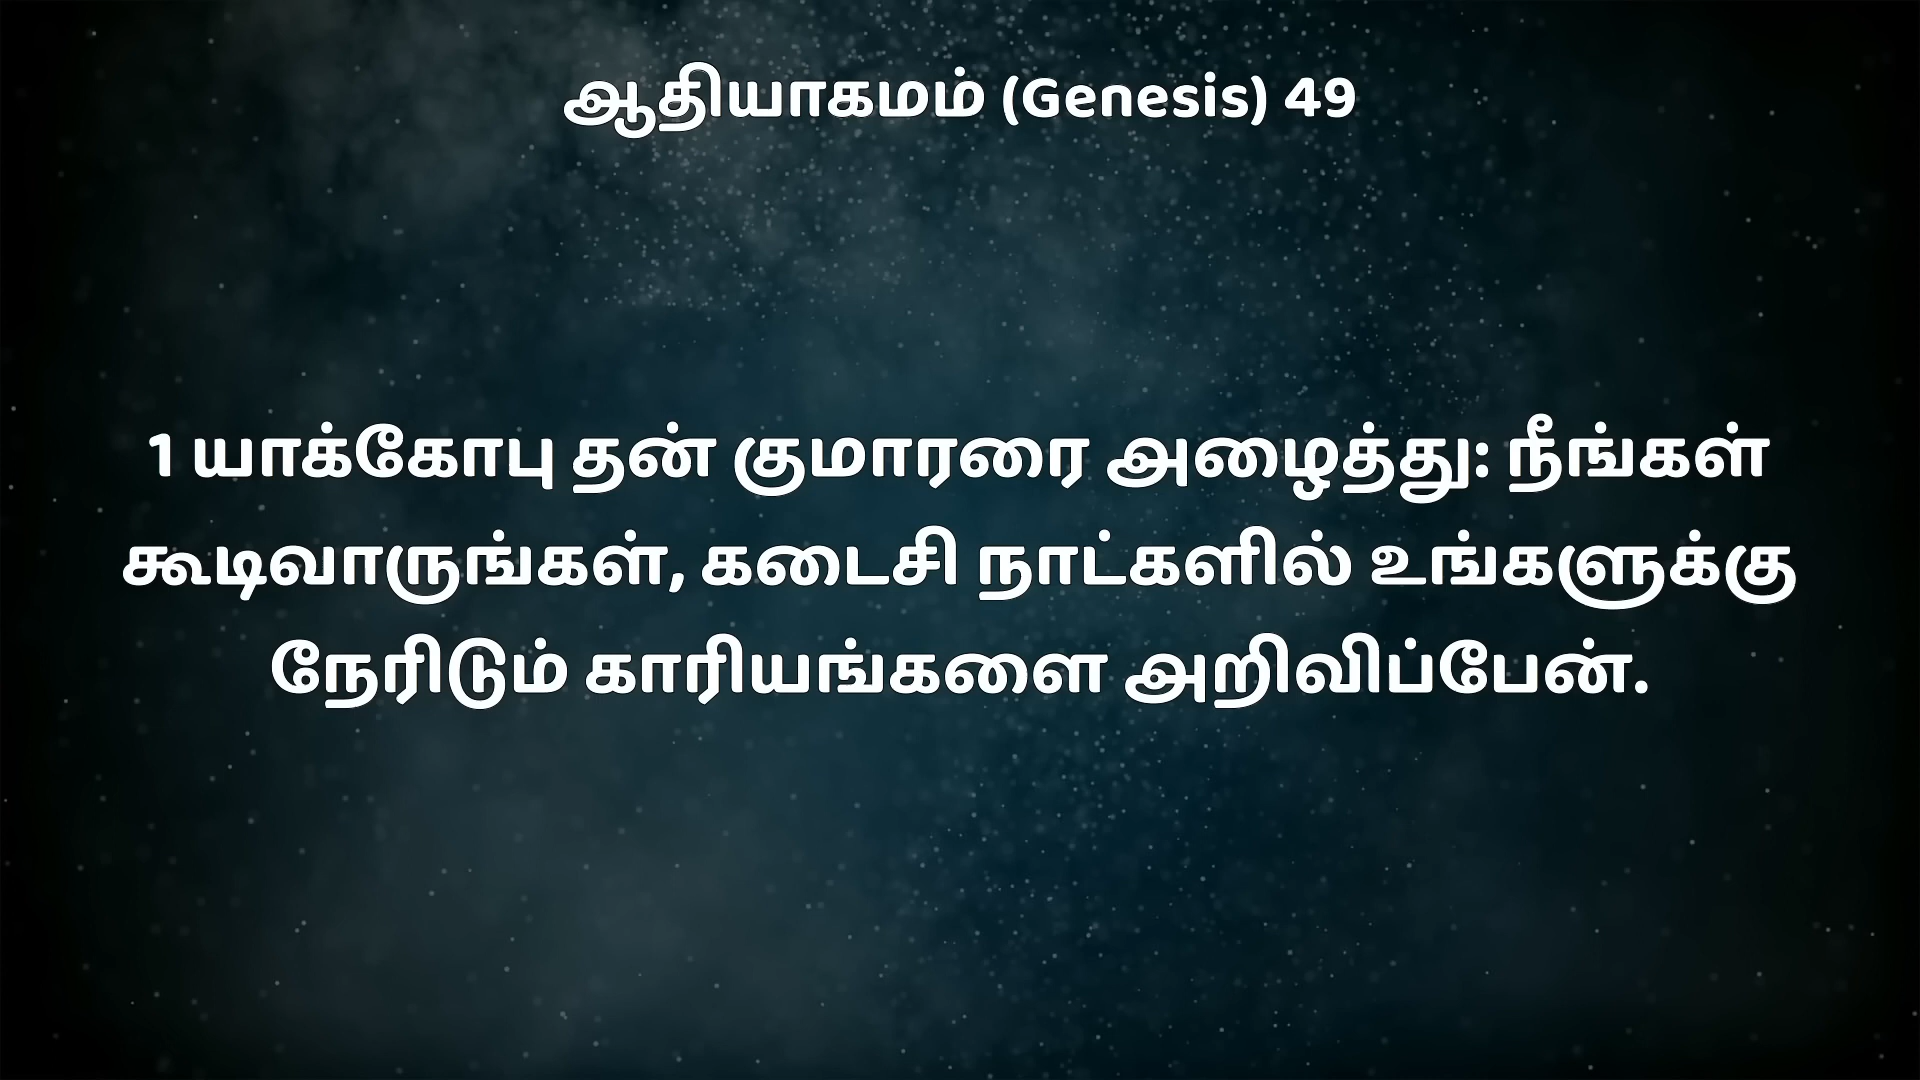 ஆதியாகமம் (Genesis) 49
1 யாக்கோபு தன் குமாரரை அழைத்து: நீங்கள்
கூடிவாருங்கள், கடைசி நாட்களில் உங்களுக்கு
நேரிடும் காரியங்களை அறிவிப்பேன்.